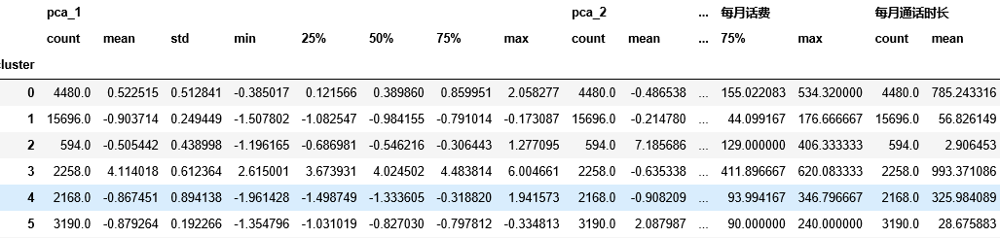 pca_1 pca_2 ... 每月话费 每月通话时长
count mean std min 25% 50% 75% max count mean ... 75% max count mean
cluster
0 4480.0 0.522515 0.512841 -0.385017 0.121566 0.389860 0.859951 2.058277 4480.0 -0.486538 ... 155.022083 534.320000 4480.0 785.243316
1 15696.0 -0.903714 0.249449 -1.507802 -1.082547 -0.984155 -0.791014 -0.173087 15696.0 -0.214780 ... 44.099167 176.666667 15696.0 56.826149
2 594.0 -0.505442 0.438998 -1.196165 -0.686981 -0.546216 -0.306443 1.277095 594.0 7.185686 ... 129.000000 406.333333 594.0 2.906453
3 2258.0 4.114018 0.612364 2.615001 3.673931 4.024502 4.483814 6.004661 2258.0 -0.635338 ... 411.896667 620.083333 2258.0 993.371086
4 2168.0 -0.867451 0.894138 -1.961428 -1.498749 -1.333605 -0.318820 1.941573 2168.0 -0.908209 ... 93.994167 346.796667 2168.0 325.984089
5 3190.0 -0.879264 0.192266 -1.354796 -1.031019 -0.827030 -0.797812 -0.334813 3190.0 2.087987 ... 90.000000 240.000000 3190.0 28.675883